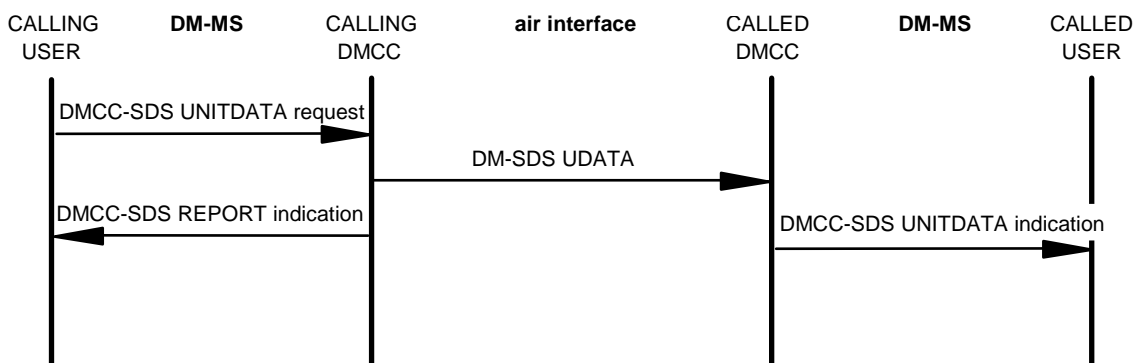 CALLING DM-MS CALLING air interface CALLED DM-MS CALLED
USER DMCC DMCC USER
DMCC-SDS UNITDATA request
DM-SDS UDATA
DMCC-SDS REPORT indication
DMCC-SDS UNITDATA indication